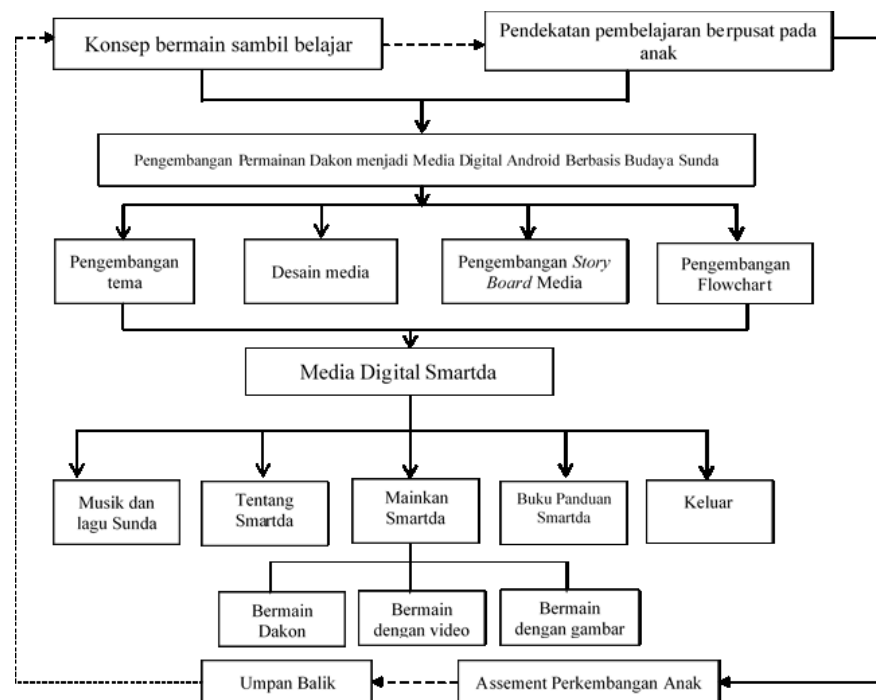 Konsep bermain sambil belajar
Pendekatan pembelajaran berpusat pada
anak
Pengembangan Permainan Dakon menjadi Media Digital Android Berbasis Budaya Sunda
Pengembangan
tema
Desain media
Pengembangan Story
Board Media
Pengembangan
Flowchart
Media Digital Smartda
Musik dan
lagu Sunda
Tentang
Smartda
Mainkan
Smartda
Buku Panduan
Smartda
Keluar
Bermain
Dakon
Bermain
dengan video
Bermain
dengan gambar
Umpan Balik
Assement Perkembangan Anak